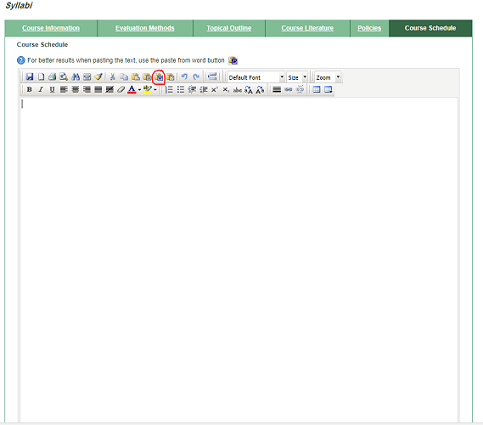 Syllabi
Course Information Evaluation Methods Topical Outline Course Literature Policies Course Schedule
Course Schedule
For better results when pasting the text, use the paste from word button
Default Font Size Zoom
B I U abc